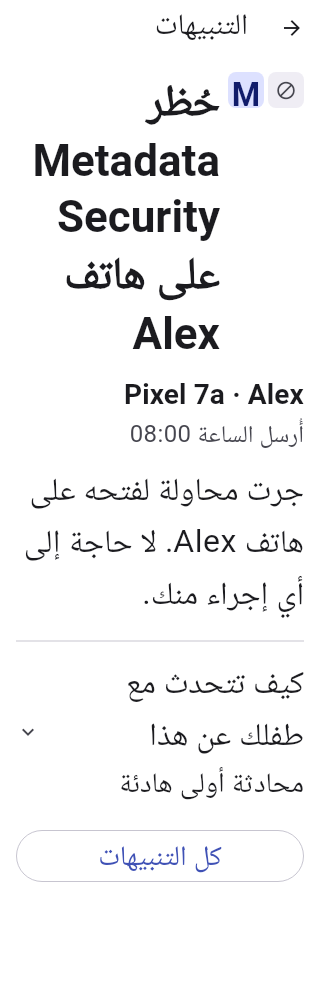 التنبيهات
M
حُظر
Metadata
Security
على هاتف
Alex
Pixel 7a · Alex
أرسل الساعة 08:00
جرت محاولة لفتحه على
هاتف Alex. لا حاجة إلى
أي إجراء منك.
كيف تتحدث مع
طفلك عن هذا
محادثة أولى هادئة
كل التنبيهات